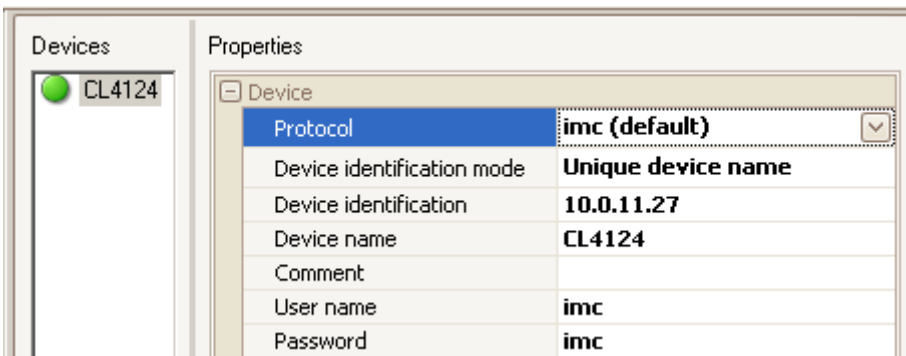 Devices
Properties
CL4124
Device
Protocol imc (default)
Device identification mode Unique device name
Device identification 10.0.11.27
Device name CL4124
Comment
User name imc
Password imc